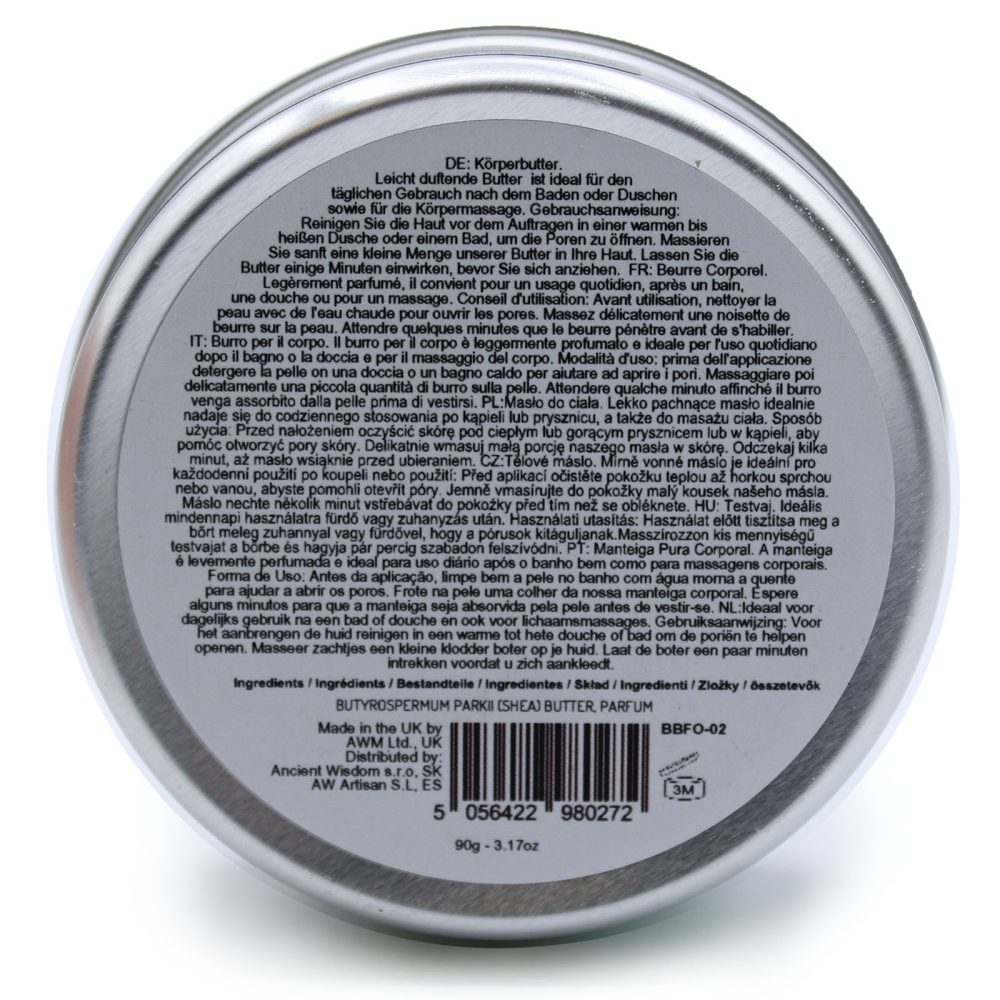 DE: Körperbutter.
Leicht duftende Butter ist ideal für den
täglichen Gebrauch nach dem Baden oder Duschen
sowie für die Körpermassage. Gebrauchsanweisung:
Reinigen Sie die Haut vor dem Auftragen in einer warmen bis
heißen Dusche oder einem Bad, um die Poren zu öffnen. Massieren
Sie sanft eine kleine Menge unserer Butter in Ihre Haut. Lassen Sie die
Butter einige Minuten einwirken, bevor Sie sich anziehen. FR: Beurre Corporel.
Legèrement parfumé, il convient pour un usage quotidien, après un bain,
une douche ou pour un massage. Conseil d'utilisation: Avant utilisation, nettoyer la
peau avec de l'eau chaude pour ouvrir les pores. Massez délicatement une noisette de
beurre sur la peau. Attendre quelques minutes que le beurre pénètre avant de s'habiller.
IT: Burro per il corpo. Il burro per il corpo è leggermente profumato e ideale per l'uso quotidiano
dopo il bagno o la doccia e per il massaggio del corpo. Modalità d'uso: prima dell'applicazione
detergere la pelle on una doccia o un bagno caldo per aiutare ad aprire i pori. Massaggiare poi
delicatamente una piccola quantità di burro sulla pelle. Attendere qualche minuto affinché il burro
venga assorbito dalla pelle prima di vestirsi. PL:Masło do ciała. Lekko pachnące masło idealnie
nadaje się do codziennego stosowania po kąpieli lub prysznicu, a także do masażu ciała. Sposób
użycia: Przed nałożeniem oczyścić skórę pod ciepłym lub gorącym prysznicem lub w kąpieli, aby
pomóc otworzyć pory skóry. Delikatnie wmasuj małą porcję naszego masła w skórę. Odczekaj kilka
minut, aż masło wsiąknie przed ubieraniem. CZ:Tělové máslo. Mírně vonné máslo je ideální pro
každodenní použití po koupeli nebo použití: Před aplikací očistěte pokožku teplou až horkou sprchou
nebo vanou, abyste pomohli otevřít póry. Jemně vmasírujte do pokožky malý kousek našeho másla.
Máslo nechte několik minut vstřebávat do pokožky před tím než se obléknete. HU: Testvaj. Ideális
mindennapi használatra fürdő vagy zuhanyzás után. Használati utasítás: Használat előtt tisztítsa meg a
bőrt meleg zuhannyal vagy fürdővel, hogy a pórusok kitáguljanak.Masszírozzon kis mennyiségű
testvajat a bőrbe és hagyja pár percig szabadon felszívódni. PT: Manteiga Pura Corporal. A manteiga
é levemente perfumada e ideal para uso diário após o banho bem como para massagens corporais.
Forma de Uso: Antes da aplicação, limpe bem a pele no banho com água morna a quente
para ajudar a abrir os poros. Frote na pele uma colher da nossa manteiga corporal. Espere
alguns minutos para que a manteiga seja absorvida pela pele antes de vestir-se. NL:Ideaal voor
dagelijks gebruik na een bad of douche en ook voor lichaamsmassages. Gebruiksaanwijzing: Voor
het aanbrengen de huid reinigen in een warme tot hete douche of bad om de poriën te helpen
openen. Masseer zachtjes een kleine klodder boter op je huid. Laat de boter een paar minuten
intrekken voordat u zich aankleedt.
Ingredients / Ingrédients / Bestandteile / Ingredientes / Skład / Ingredienti / Zložky / összetevők
BUTYROSPERMUM PARKII (SHEA) BUTTER, PARFUM
Made in the UK by
AWM Ltd., UK
Distributed by:
Ancient Wisdom s.r.o, SK
AW Artisan S.L, ES
BBFO-02
3M
5 056422 980272
90g - 3.17oz